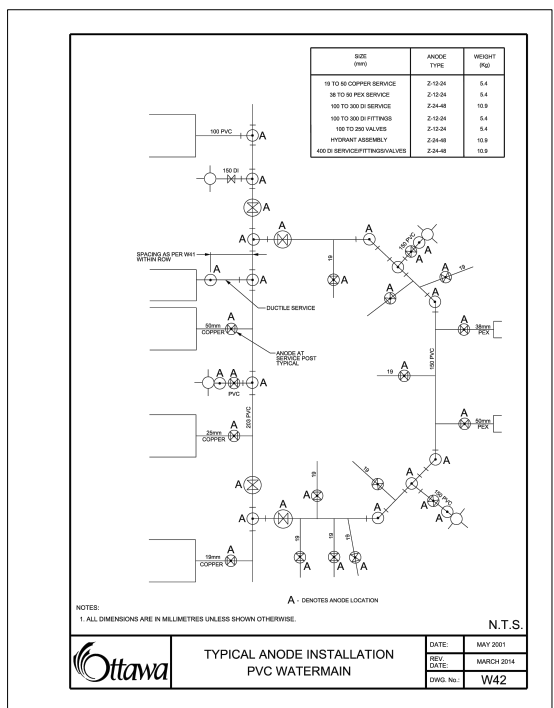 SIZE (mm) ANODE TYPE WEIGHT (Kg)
19 TO 50 COPPER SERVICE Z-12-24 5.4
38 TO 50 PEX SERVICE Z-12-24 5.4
100 TO 300 DI SERVICE Z-24-48 10.9
100 TO 300 DI FITTINGS Z-12-24 5.4
100 TO 250 VALVES Z-12-24 5.4
HYDRANT ASSEMBLY Z-24-48 10.9
400 DI SERVICE/FITTINGS/VALVES Z-24-48 10.9
100 PVC A
150 DI A
A
A A A
150 PVC A
A
SPACING AS PER W41
WITHIN ROW
A A 19 A A 19
A
DUCTILE SERVICE
A
50mm
COPPER
ANODE AT
SERVICE POST
TYPICAL
A
38mm
PEX
150 PVC
A A A
PVC
19 A
203 PVC
A
25mm
COPPER
A
50mm
PEX
A
A 19 A 19 A
150 PVC
A A
A A A
19 19 19
A
19mm
COPPER
A A A
A - DENOTES ANODE LOCATION
NOTES:
1. ALL DIMENSIONS ARE IN MILLIMETRES UNLESS SHOWN OTHERWISE.
N.T.S.
Ottawa
TYPICAL ANODE INSTALLATION
PVC WATERMAIN
DATE: MAY 2001
REV. DATE: MARCH 2014
DWG. No.: W42